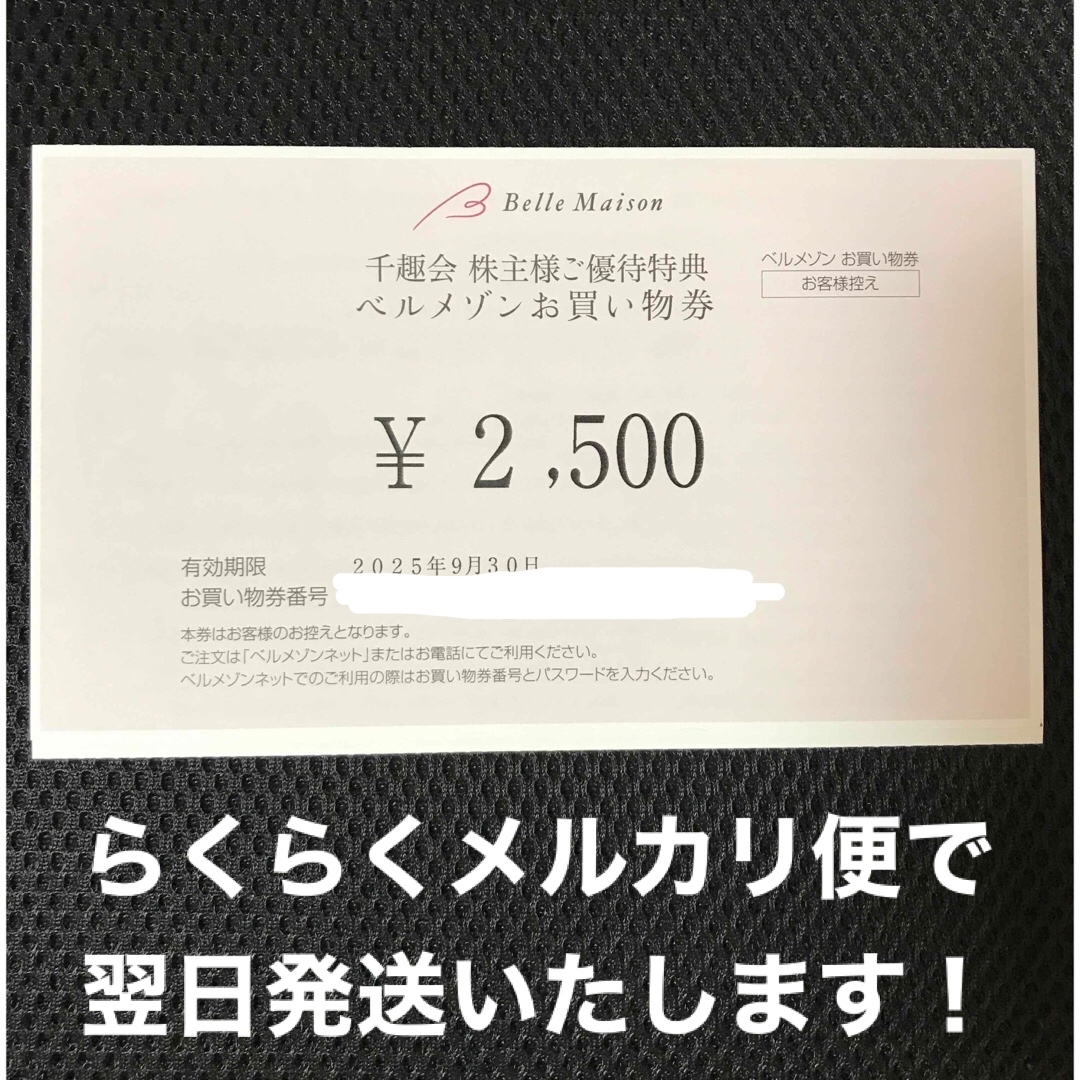 Belle Maison
千趣会 株主様ご優待特典
ベルメゾンお買い物券
ベルメゾン お買い物券
お客様控え
¥ 2,500
有効期限 2025年9月30日
お買い物券番号
本券はお客様のお控えとなります。
ご注文は「ベルメゾンネット」またはお電話にてご利用ください。
ベルメゾンネットでのご利用の際はお買い物券番号とパスワードを入力ください。
らくらくメルカリ便で
翌日発送いたします！